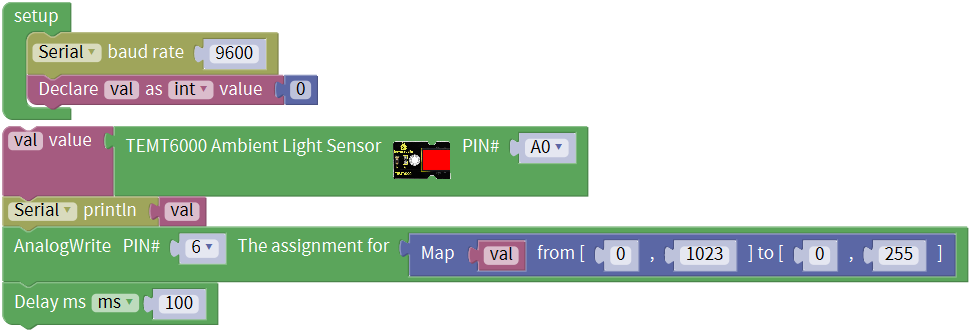 setup
Serial baud rate 9600
Declare val as int value 0
val value TEMT6000 Ambient Light Sensor PIN# A0
Serial println val
AnalogWrite PIN# 6 The assignment for Map val from [ 0 , 1023 ] to [ 0 , 255 ]
Delay ms ms 100